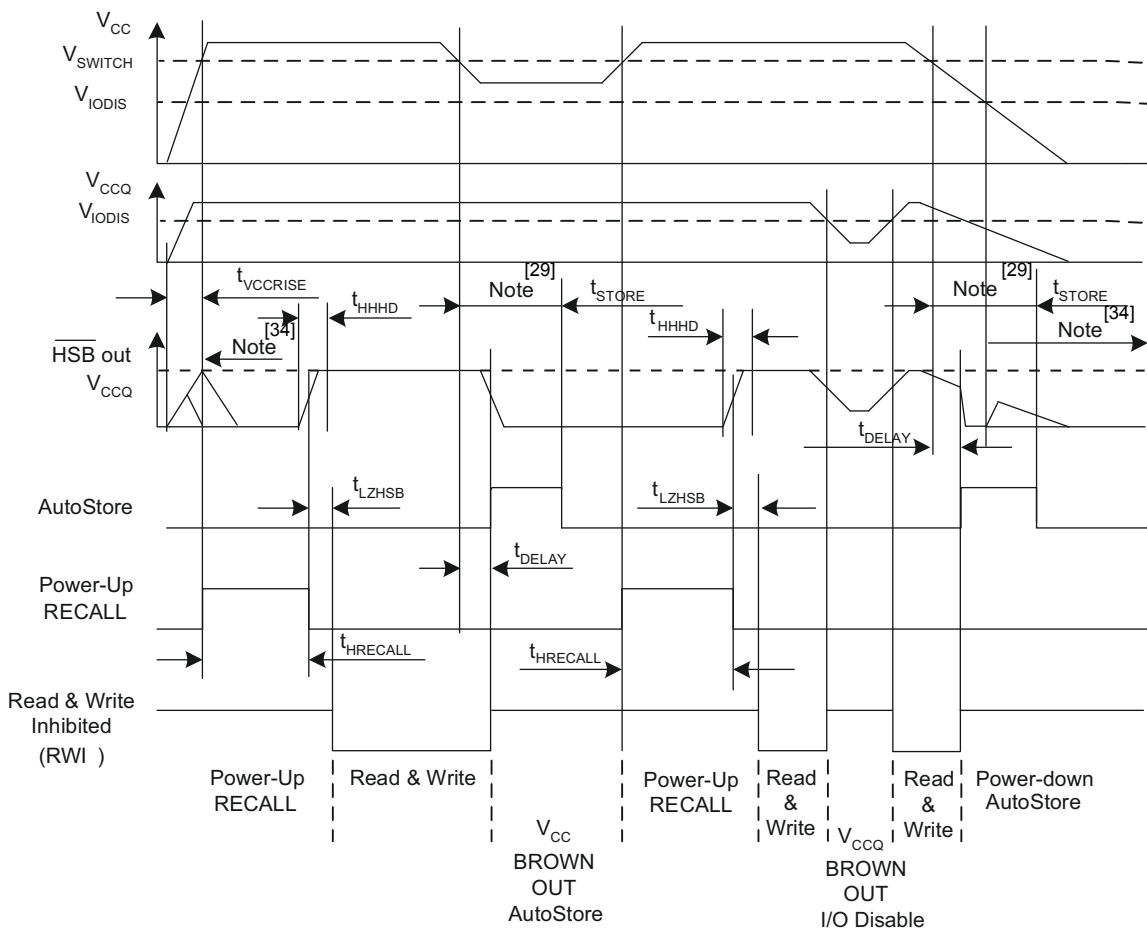 VCC
VSWITCH
VIODIS
VCCQ
VIODIS
tVCCRISE
tHHHD
Note [29]
tSTORE
tHHHD
Note [29]
tSTORE
HSB out
Note [34]
Note [34]
VCCQ
tDELAY
tLZHSB
tLZHSB
AutoStore
tDELAY
Power-Up
RECALL
tHRECALL
tHRECALL
Read & Write
Inhibited
(RWI )
Power-Up
RECALL
Read & Write
VCC
BROWN
OUT
AutoStore
Power-Up
RECALL
Read
&
Write
VCCQ
BROWN
OUT
I/O Disable
Read
&
Write
Power-down
AutoStore